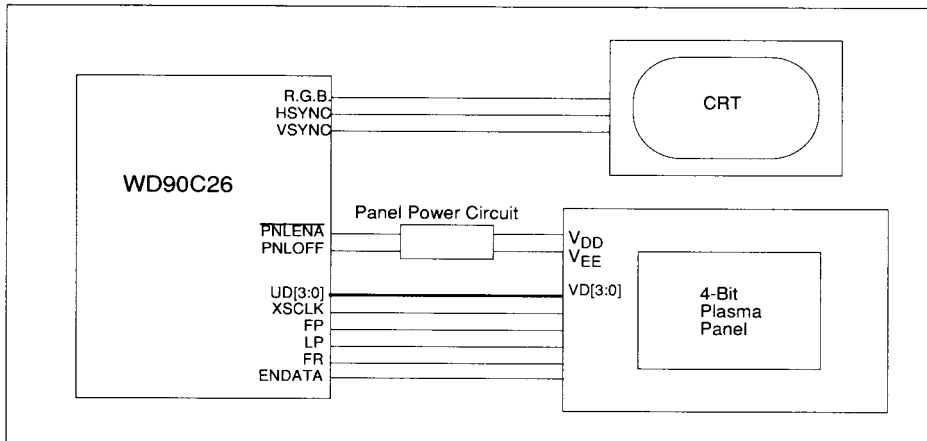 R.G.B.
HSYNC
VSYNC
CRT
WD90C26
Panel Power Circuit
PNLENA
PNLOFF
VDD
VEE
UD[3:0]
VD[3:0]
XSCLK
FP
LP
FR
ENDATA
4-Bit
Plasma
Panel